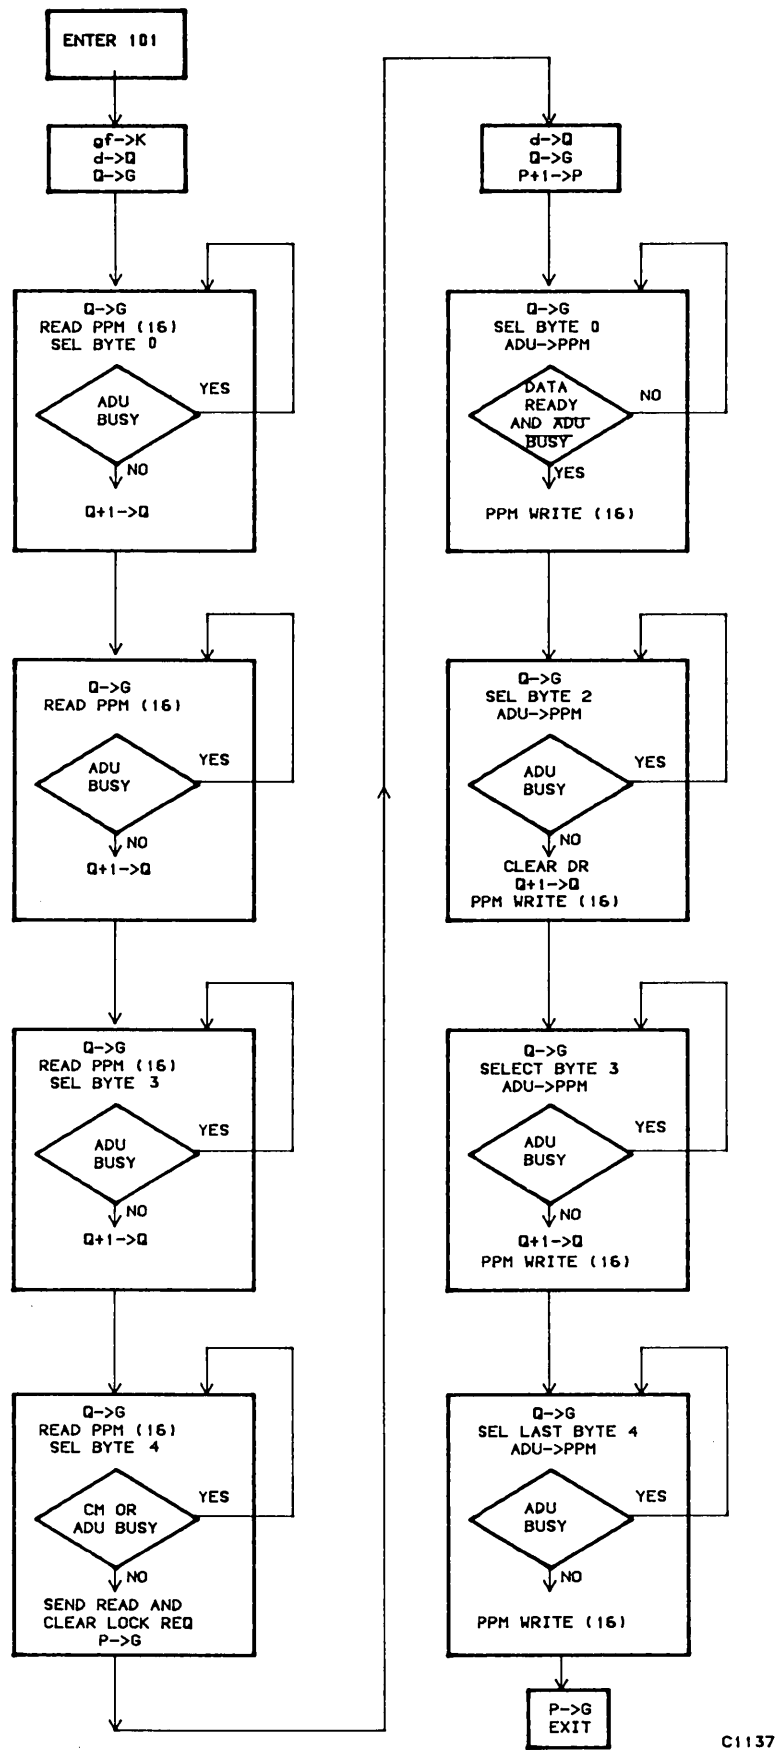 ENTER 101
gf->K
d->Q
Q->G
Q->G
READ PPM (16)
SEL BYTE 0
ADU
BUSY
YES
NO
Q+1->Q
Q->G
READ PPM (16)
ADU
BUSY
YES
NO
Q+1->Q
Q->G
READ PPM (16)
SEL BYTE 3
ADU
BUSY
YES
NO
Q+1->Q
Q->G
READ PPM (16)
SEL BYTE 4
CM OR
ADU BUSY
YES
NO
SEND READ AND
CLEAR LOCK REQ
P->G
d->Q
Q->G
P+1->P
Q->G
SEL BYTE 0
ADU->PPM
DATA
READY
AND ADU
BUSY
NO
YES
PPM WRITE (16)
Q->G
SEL BYTE 2
ADU->PPM
ADU
BUSY
YES
NO
CLEAR DR
Q+1->Q
PPM WRITE (16)
Q->G
SELECT BYTE 3
ADU->PPM
ADU
BUSY
YES
NO
Q+1->Q
PPM WRITE (16)
Q->G
SEL LAST BYTE 4
ADU->PPM
ADU
BUSY
YES
NO
PPM WRITE (16)
P->G
EXIT
C1137